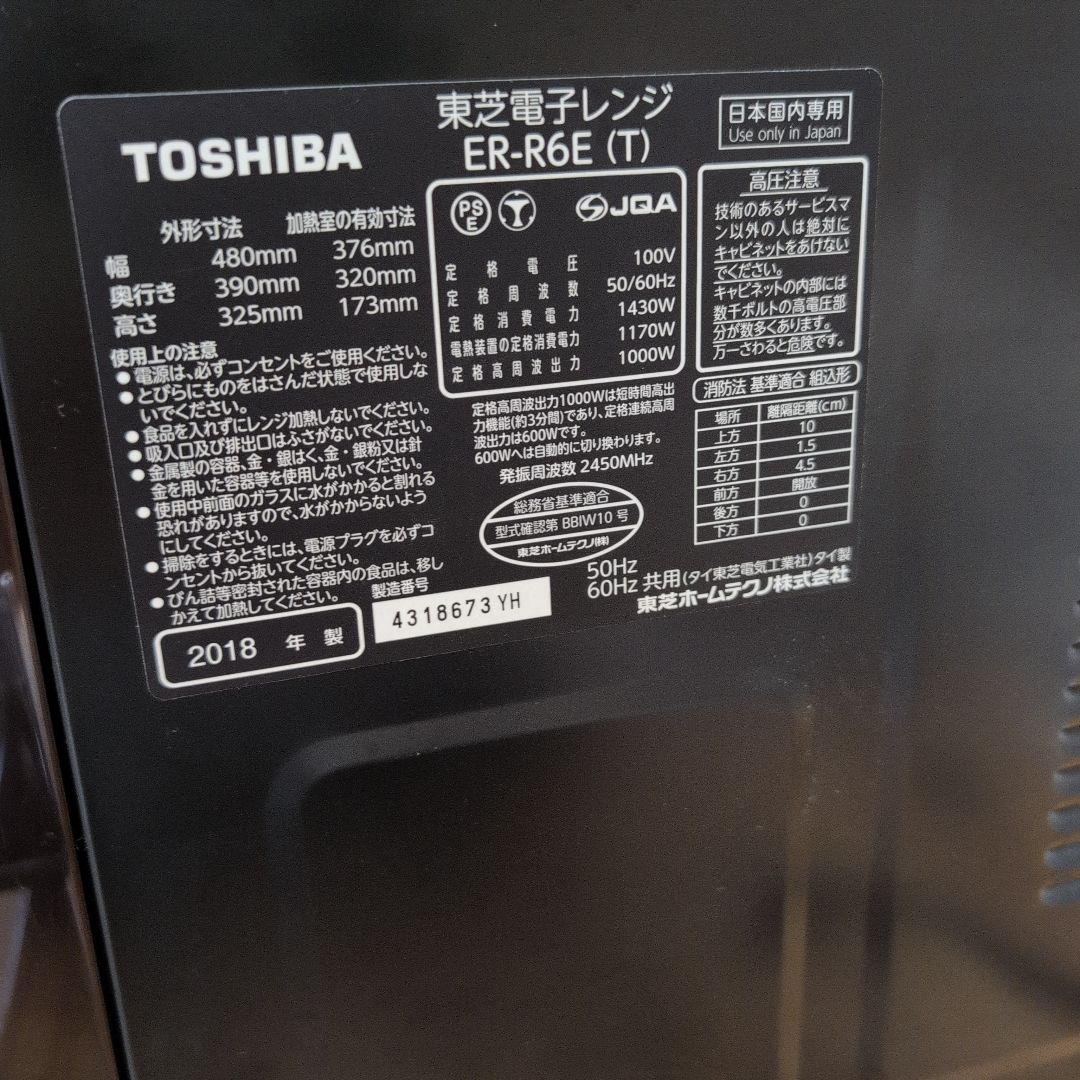 TOSHIBA
東芝電子レンジ
ER-R6E (T)
日本国内専用
Use only in Japan
外形寸法 加熱室の有効寸法
幅 480mm 376mm
奥行き 390mm 320mm
高さ 325mm 173mm
使用上の注意
●電源は、必ずコンセントをご使用ください。
●とびらにものをはさんだ状態で使用しな
いでください。
●食品を入れずにレンジ加熱しないでください。
●吸入口及び排出口はふさがないでください。
●金属製の容器、金・銀はく、金・銀粉又は針
金を用いた容器等を使用しないでください。
●使用中前面のガラスに水がかかると割れる
恐れがありますので、水がかからないよう
にしてください。
●掃除をするときには、電源プラグを必ずコ
ンセントから抜いてください。
●びん詰等密封された容器内の食品は、移し
かえて加熱してください。
2018 年 製
製造番号
4318673 YH
PS
E
JQA
定格電圧 100V
定格周波数 50/60Hz
定格消費電力 1430W
電熱装置の定格消費電力 1170W
定格高周波出力 1000W
定格高周波出力1000Wは短時間高出
力機能(約3分間)であり、定格連続高周
波出力は600Wです。
600Wへは自動的に切り換わります。
発振周波数 2450MHz
総務省基準適合
型式確認第 BBIW10 号
東芝ホームテクノ(株)
50Hz
60Hz 共用 (タイ東芝電気工業社) タイ製
東芝ホームテクノ株式会社
高圧注意
技術のあるサービスマ
ン以外の人は絶対に
キャビネットをあけない
でください。
キャビネットの内部には
数千ボルトの高電圧部
分が数多くあります。
万一さわると危険です。
消防法 基準適合 組込形
場所 離隔距離(cm)
上方 10
左方 1.5
右方 4.5
前方 開放
後方 0
下方 0